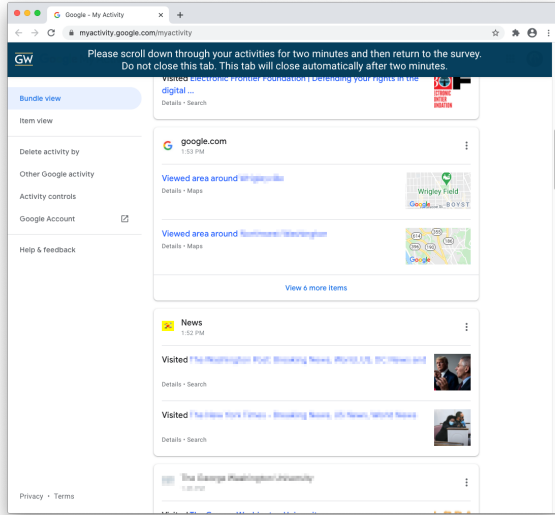 Google - My Activity
myactivity.google.com/myactivity
GW
Please scroll down through your activities for two minutes and then return to the survey.
Do not close this tab. This tab will close automatically after two minutes.
Visited Electronic Frontier Foundation | Defending your rights in the
digital ...
Details • Search
Bundle view
Item view
Delete activity by
Other Google activity
Activity controls
Google Account
Help & feedback
Privacy • Terms
google.com
1:53 PM
Viewed area around
Details • Maps
Wrigley Field
Google
BOYST
Viewed area around
Details • Maps
Google
View 6 more items
News
1:52 PM
Visited
Details • Search
Visited
Details • Search